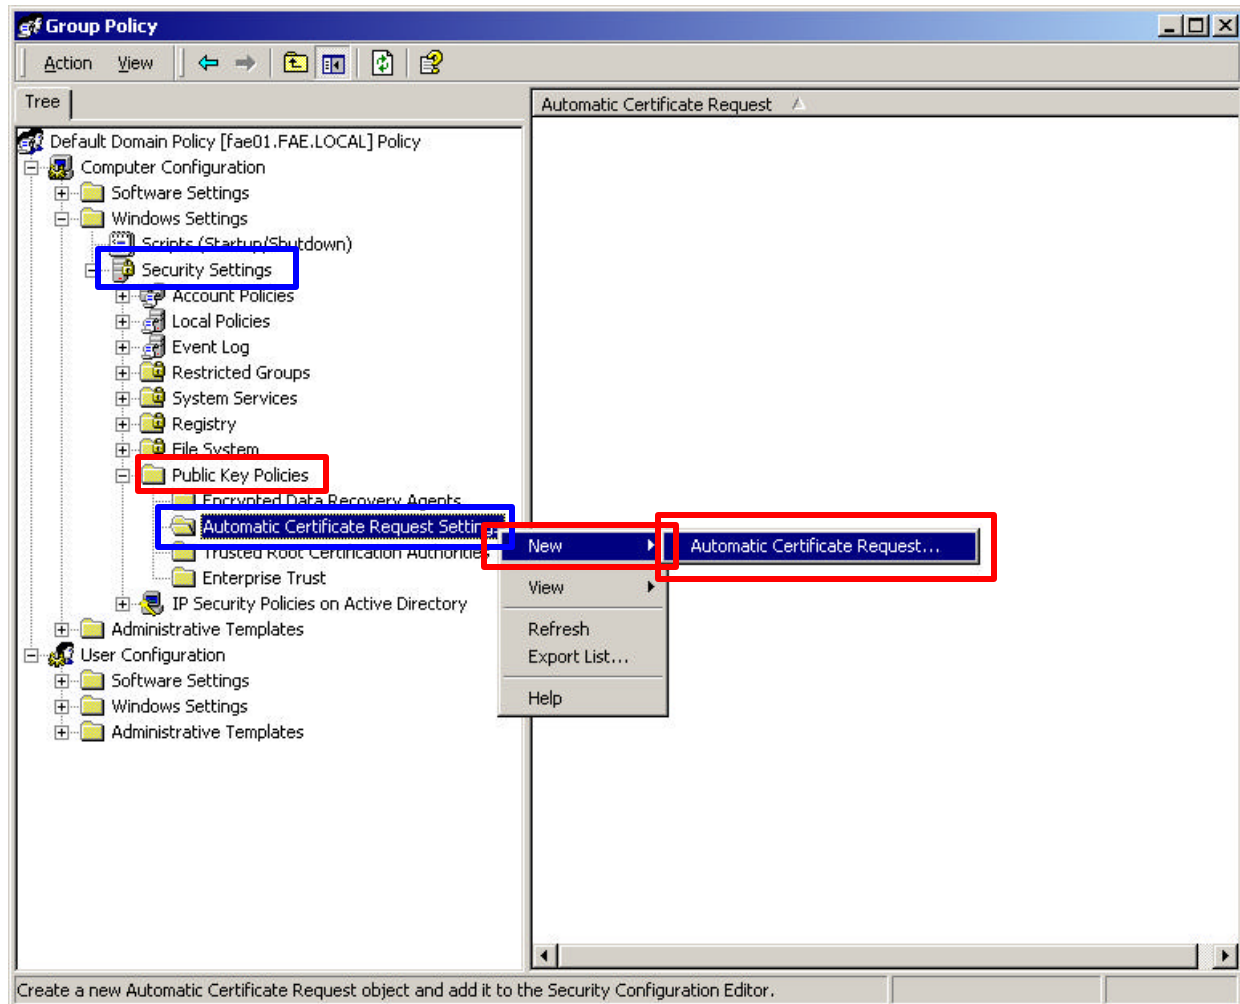 Group Policy
Action View
Tree
Automatic Certificate Request
Default Domain Policy [fae01.FAE.LOCAL] Policy
Computer Configuration
Software Settings
Windows Settings
Scripts (Startup/Shutdown)
Security Settings
Account Policies
Local Policies
Event Log
Restricted Groups
System Services
Registry
File System
Public Key Policies
Encrypted Data Recovery Agents
Automatic Certificate Request Setting
New
Automatic Certificate Request...
Trusted Root Certification Authorities
Enterprise Trust
View
IP Security Policies on Active Directory
Administrative Templates
Refresh
User Configuration
Export List...
Software Settings
Help
Windows Settings
Administrative Templates
Create a new Automatic Certificate Request object and add it to the Security Configuration Editor.